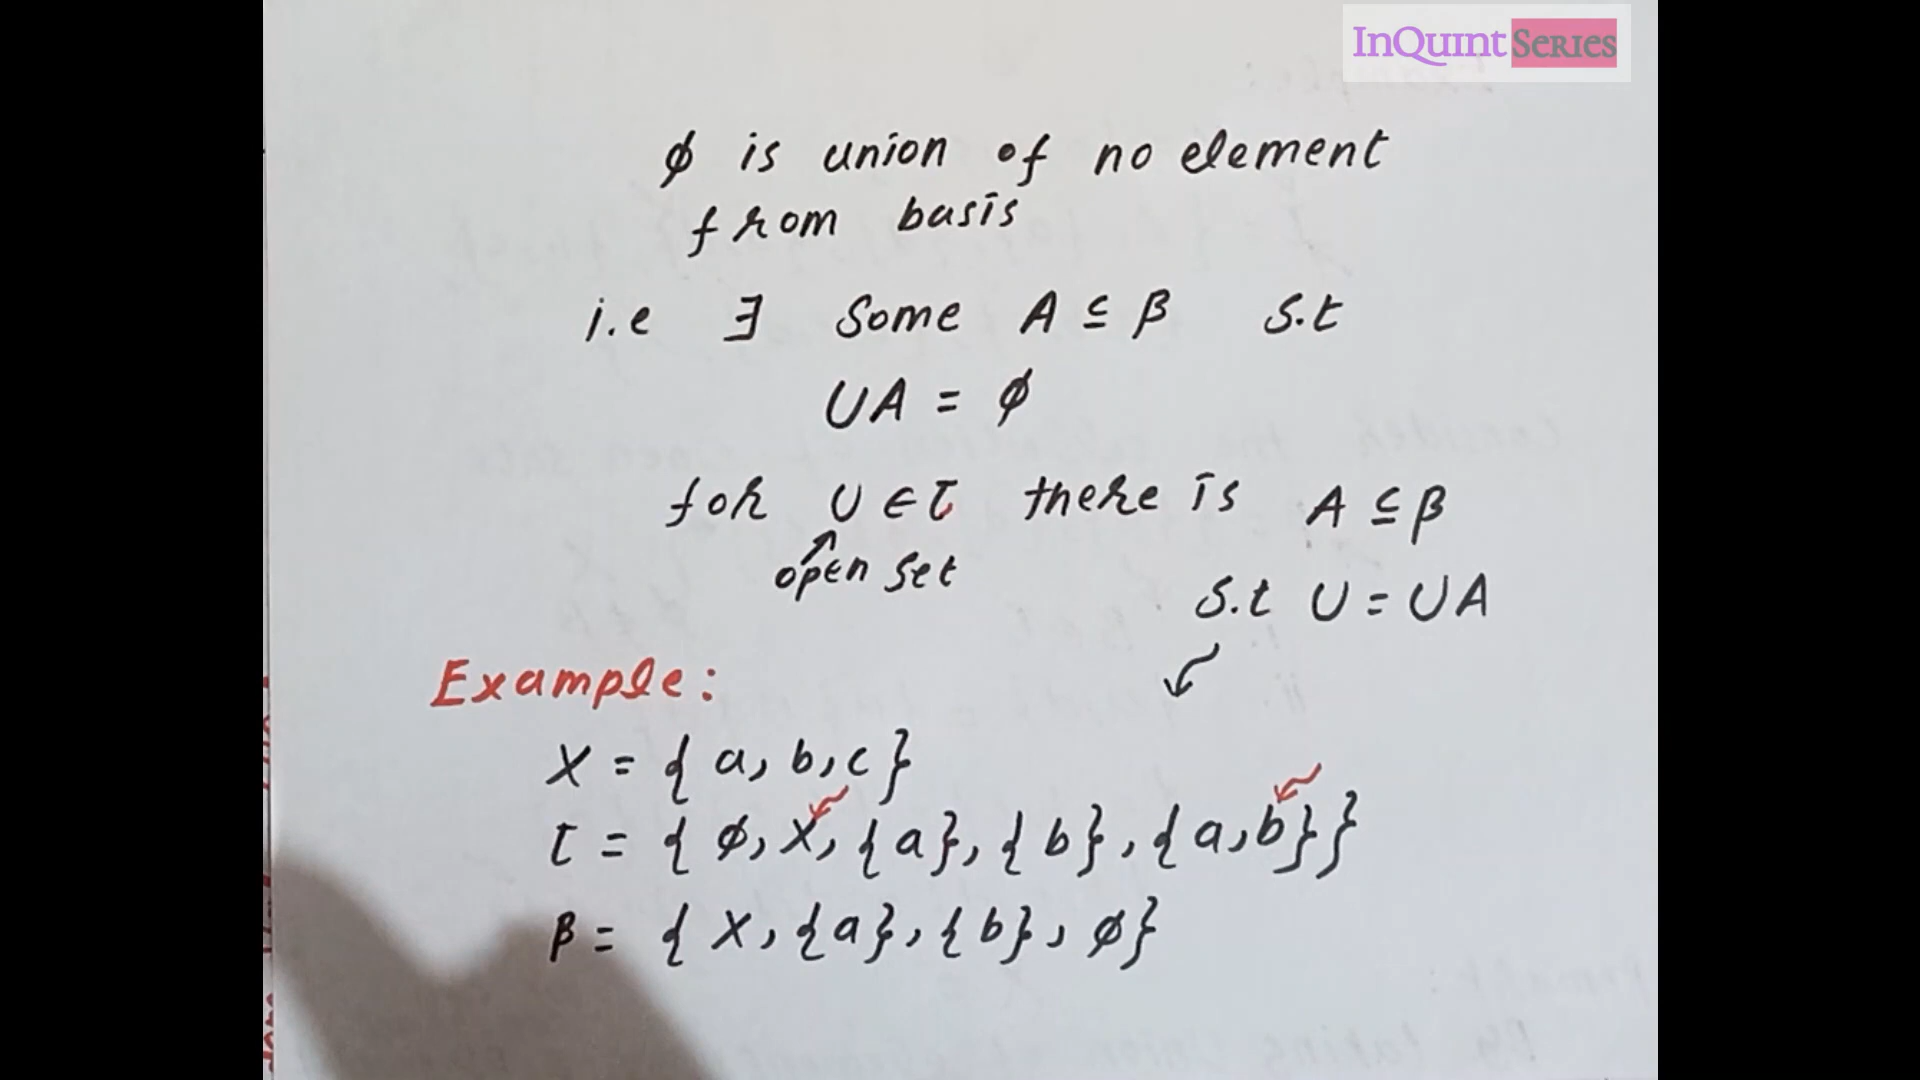 InQuint SERIES
ϕ is union of no element
from basis
i.e ∃ some A ⊆ β s.t
∪A = ϕ
for U ∈ τ there is A ⊆ β
open set
s.t U = ∪A
Example:
X = { a, b, c }
τ = { ϕ, X, {a}, {b}, {a,b}}
β = { X, {a}, {b}, ϕ}